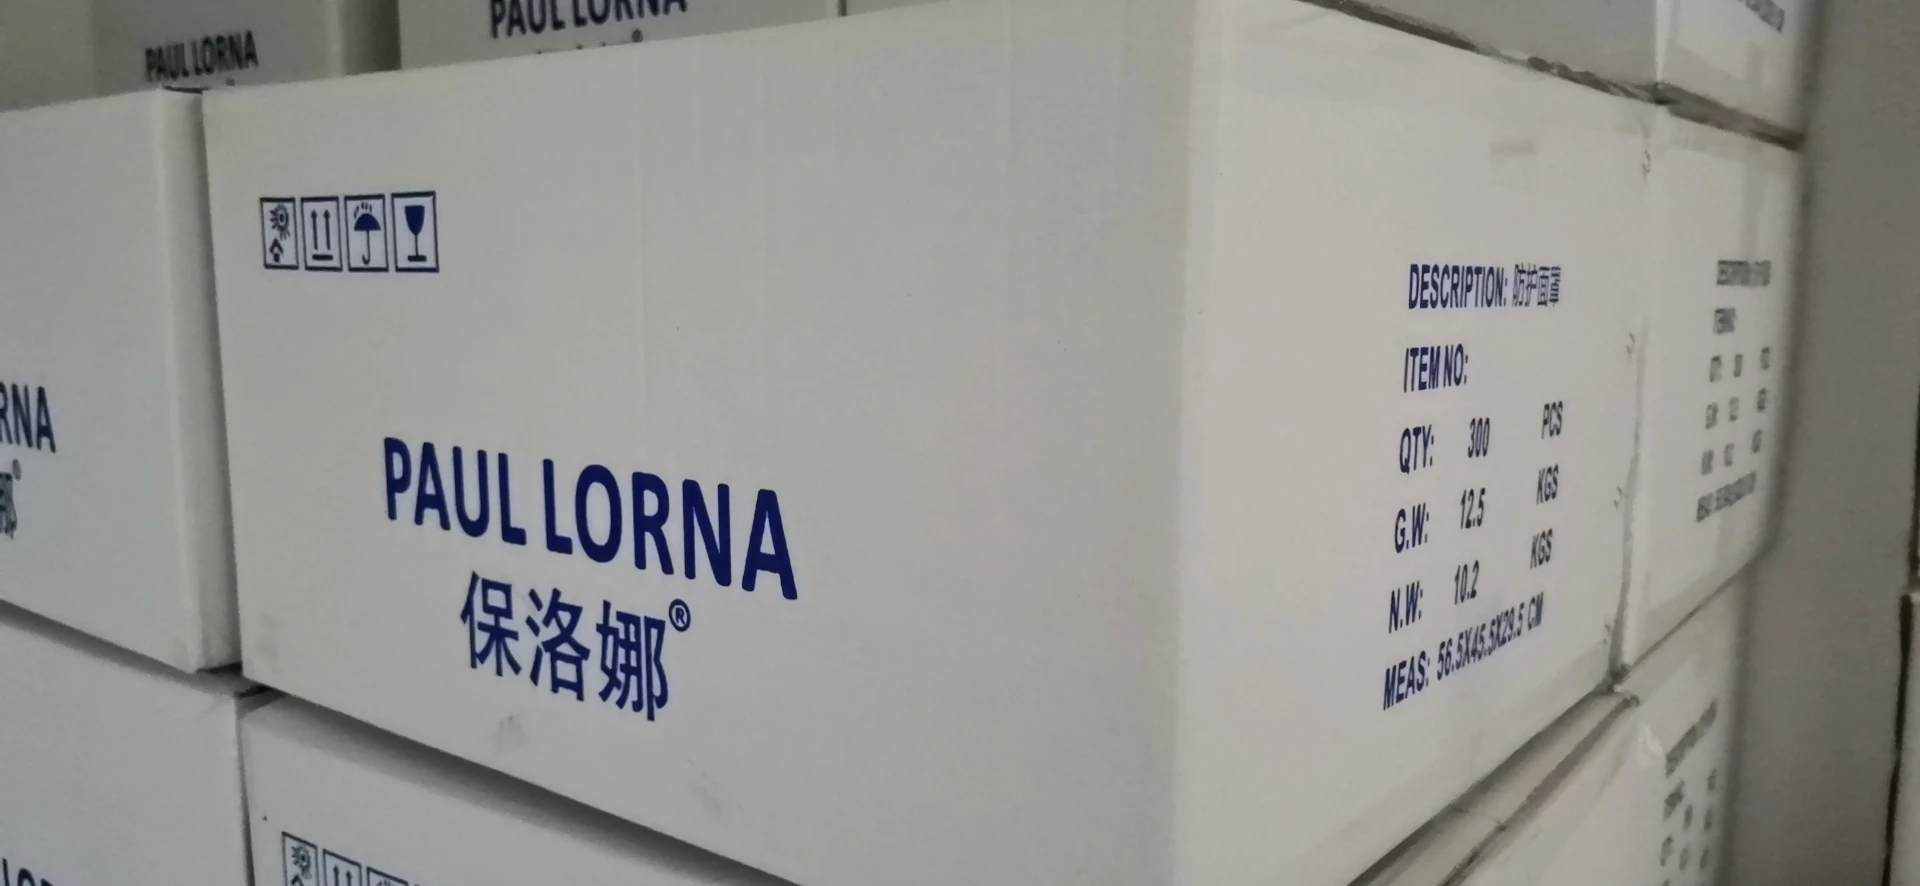 PAUL LORNA
PAUL LORNA
RNA
PAUL LORNA
保洛娜®
DESCRIPTION: 防护面罩
ITEM NO:
QTY: 300 PCS
G.W: 12.5 KGS
N.W: 10.2 KGS
MEAS: 56.5X45.5X29.5 CM